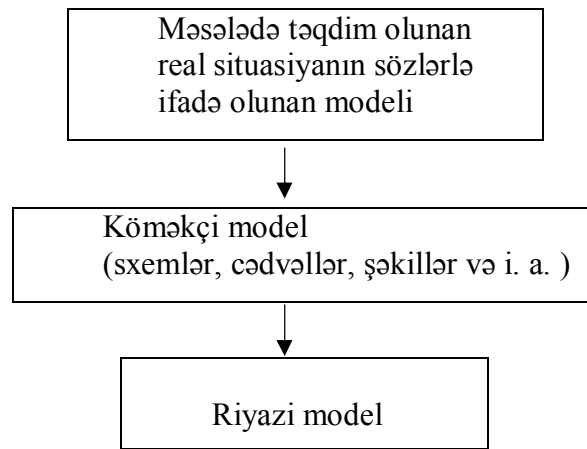 Məsələdə təqdim olunan
real situasiyanın sözlərlə
ifadə olunan modeli
Köməkçi model
(sxemlər, cədvəllər, şəkillər və i. a. )
Riyazi model